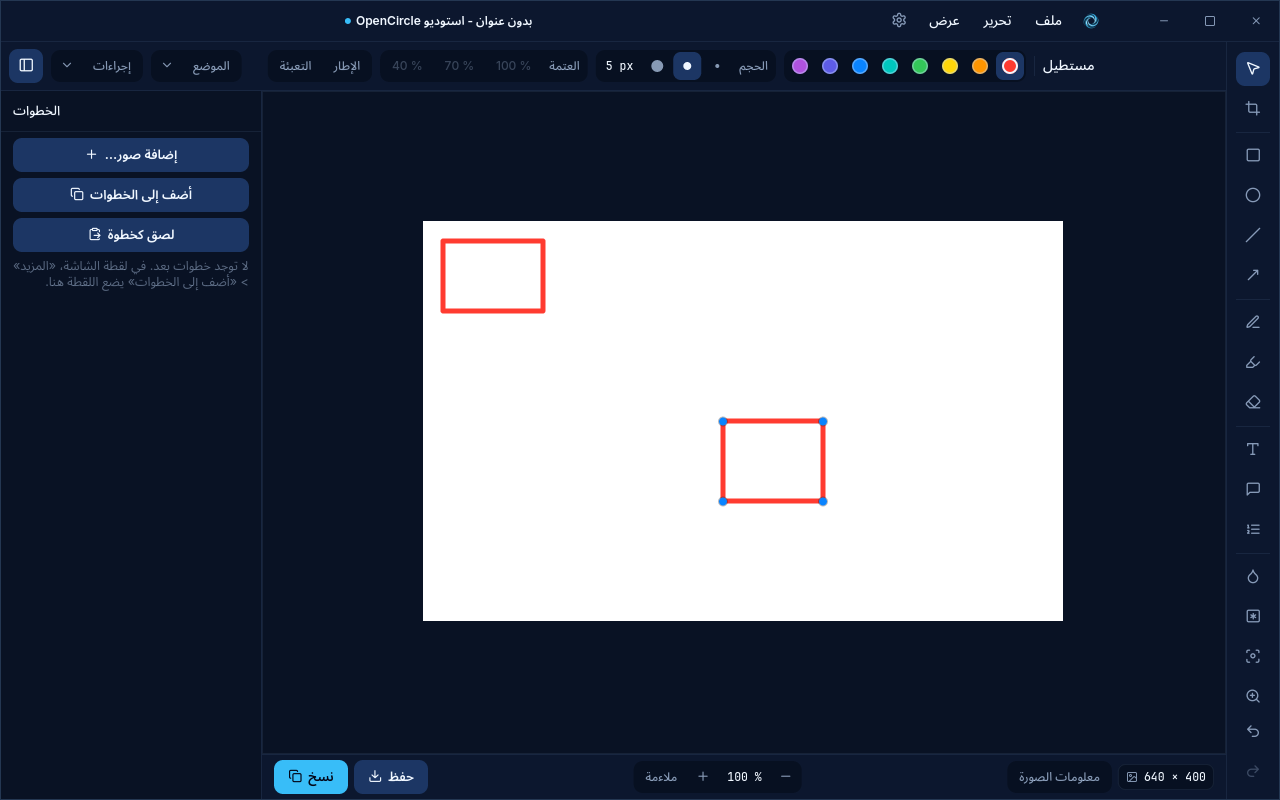 ملف تحرير عرض
بدون عنوان - استوديو OpenCircle
مستطيل
الحجم 5 px
العتمة 100 % 70 % 40 %
الإطار التعبئة
الموضع إجراءات
الخطوات
إضافة صور...
أضف إلى الخطوات
لصق كخطوة
لا توجد خطوات بعد. في لقطة الشاشة، «المزيد»
> «أضف إلى الخطوات» يضع اللقطة هنا.
640 × 400
معلومات الصورة
100 %
ملاءمة
حفظ
نسخ